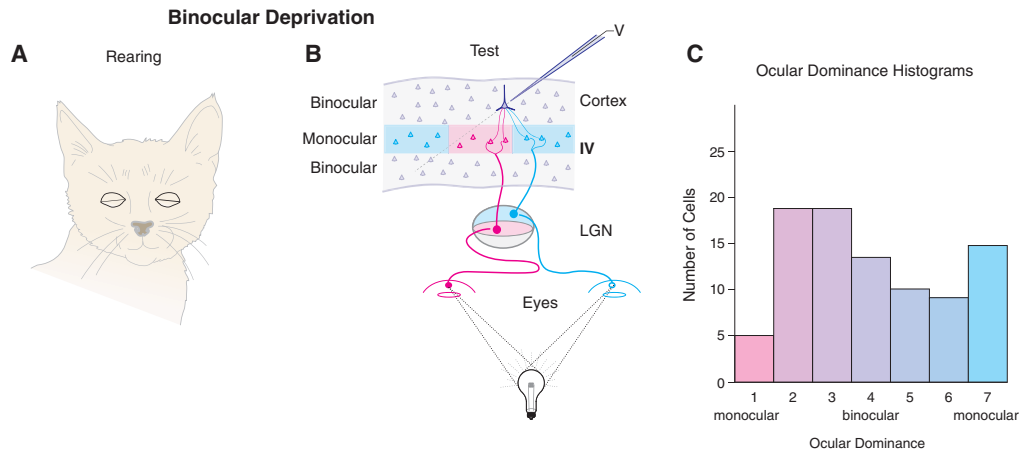 Binocular Deprivation
A
Rearing
B
Test
V
Binocular
Cortex
Monocular
IV
Binocular
LGN
Eyes
C
Ocular Dominance Histograms
Number of Cells
25
20
15
10
5
0
1 2 3 4 5 6 7
monocular binocular monocular
Ocular Dominance